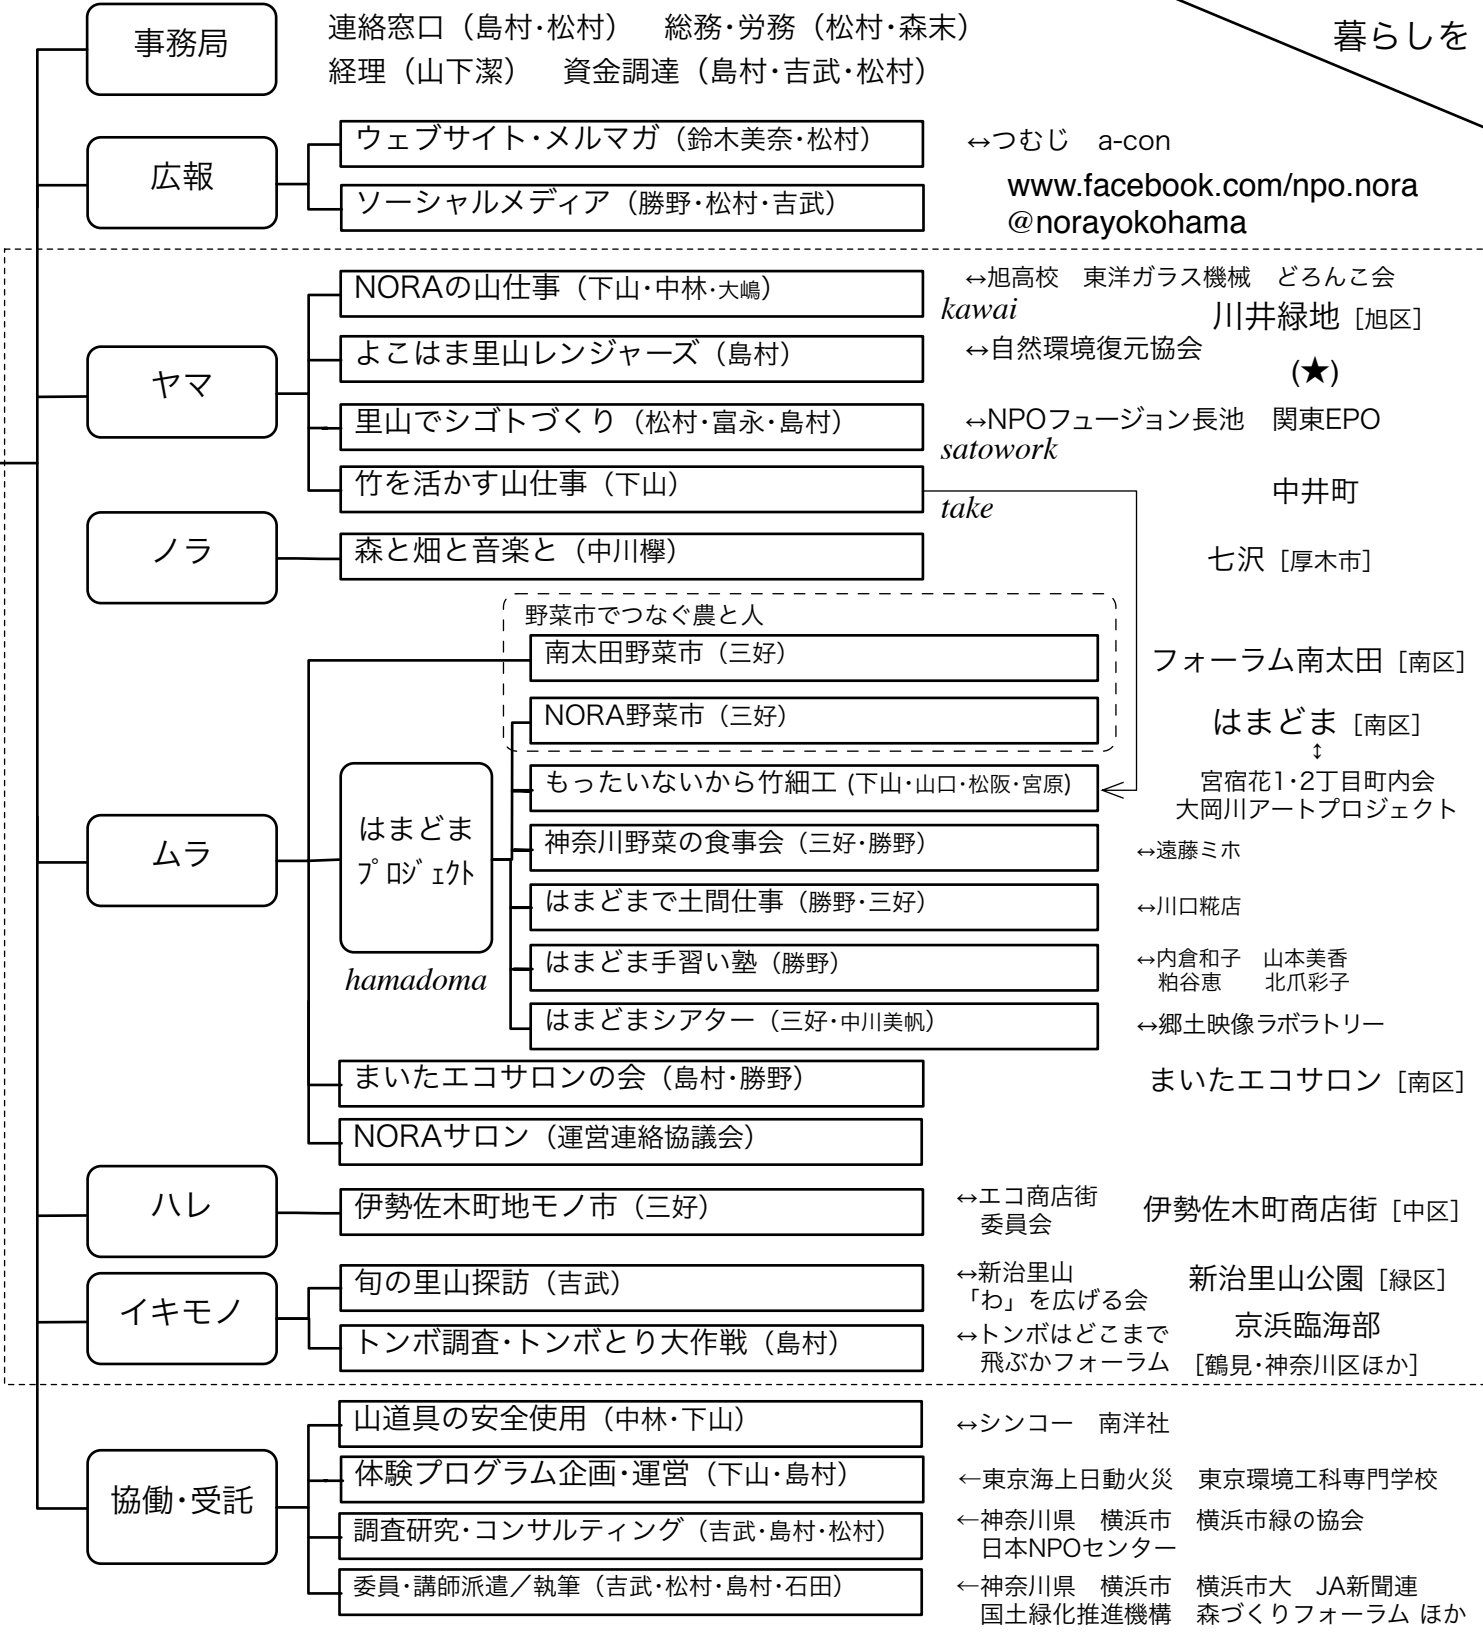 事務局
連絡窓口（島村・松村）　総務・労務（松村・森末）
経理（山下潔）　資金調達（島村・吉武・松村）
暮らしを
広報
ウェブサイト・メルマガ（鈴木美奈・松村）
↔つむじ　a-con
ソーシャルメディア（勝野・松村・吉武）
www.facebook.com/npo.nora
@norayokohama
ヤマ
NORAの山仕事（下山・中林・大嶋）
↔旭高校　東洋ガラス機械　どろんこ会
kawai
川井緑地［旭区］
よこはま里山レンジャーズ（島村）
↔自然環境復元協会
(★)
里山でシゴトづくり（松村・富永・島村）
↔NPOフュージョン長池　関東EPO
satowork
竹を活かす山仕事（下山）
take
中井町
ノラ
森と畑と音楽と（中川欅）
七沢［厚木市］
野菜市でつなぐ農と人
南太田野菜市（三好）
フォーラム南太田［南区］
NORA野菜市（三好）
はまどま［南区］
↕
ムラ
はまどま
プロジェクト
hamadoma
もったいないから竹細工 (下山・山口・松阪・宮原)
宮宿花1・2丁目町内会
大岡川アートプロジェクト
神奈川野菜の食事会（三好・勝野）
↔遠藤ミホ
はまどまで土間仕事（勝野・三好）
↔川口糀店
はまどま手習い塾（勝野）
↔内倉和子　山本美香
粕谷恵　北爪彩子
はまどまシアター（三好・中川美帆）
↔郷土映像ラボラトリー
まいたエコサロンの会（島村・勝野）
まいたエコサロン［南区］
NORAサロン（運営連絡協議会）
ハレ
伊勢佐木町地モノ市（三好）
↔エコ商店街
委員会
伊勢佐木町商店街［中区］
イキモノ
旬の里山探訪（吉武）
↔新治里山
「わ」を広げる会
新治里山公園［緑区］
トンボ調査・トンボとり大作戦（島村）
↔トンボはどこまで
飛ぶかフォーラム
京浜臨海部
［鶴見・神奈川区ほか］
協働・受託
山道具の安全使用（中林・下山）
↔シンコー　南洋社
体験プログラム企画・運営（下山・島村）
←東京海上日動火災　東京環境工科専門学校
調査研究・コンサルティング（吉武・島村・松村）
←神奈川県　横浜市　横浜市緑の協会
日本NPOセンター
委員・講師派遣／執筆（吉武・松村・島村・石田）
←神奈川県　横浜市　横浜市大　JA新聞連
国土緑化推進機構　森づくりフォーラム ほか